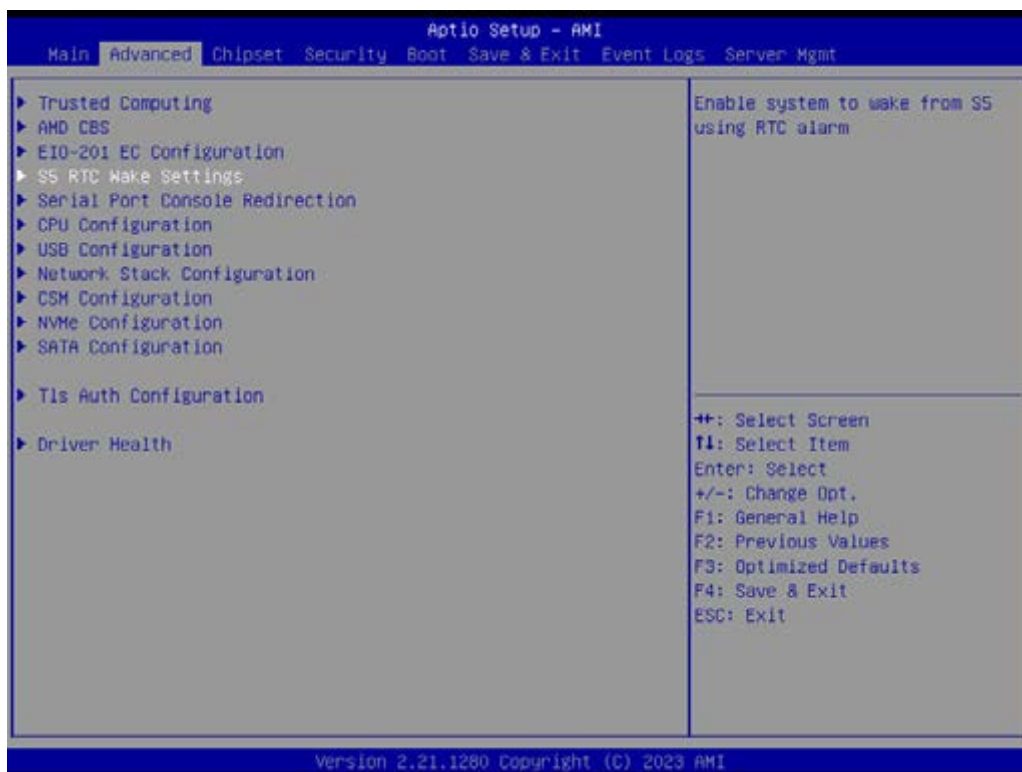 Aptio Setup - AMI
Main Advanced Chipset Security Boot Save & Exit Event Logs Server Mgmt
Trusted Computing
AMD CBS
EIO-201 EC Configuration
S5 RTC Wake Settings
Serial Port Console Redirection
CPU Configuration
USB Configuration
Network Stack Configuration
CSM Configuration
NVMe Configuration
SATA Configuration
Tls Auth Configuration
Driver Health
Enable system to wake from S5
using RTC alarm
→←: Select Screen
↑↓: Select Item
Enter: Select
+/-: Change Opt.
F1: General Help
F2: Previous Values
F3: Optimized Defaults
F4: Save & Exit
ESC: Exit
Version 2.21.1280 Copyright (C) 2023 AMI